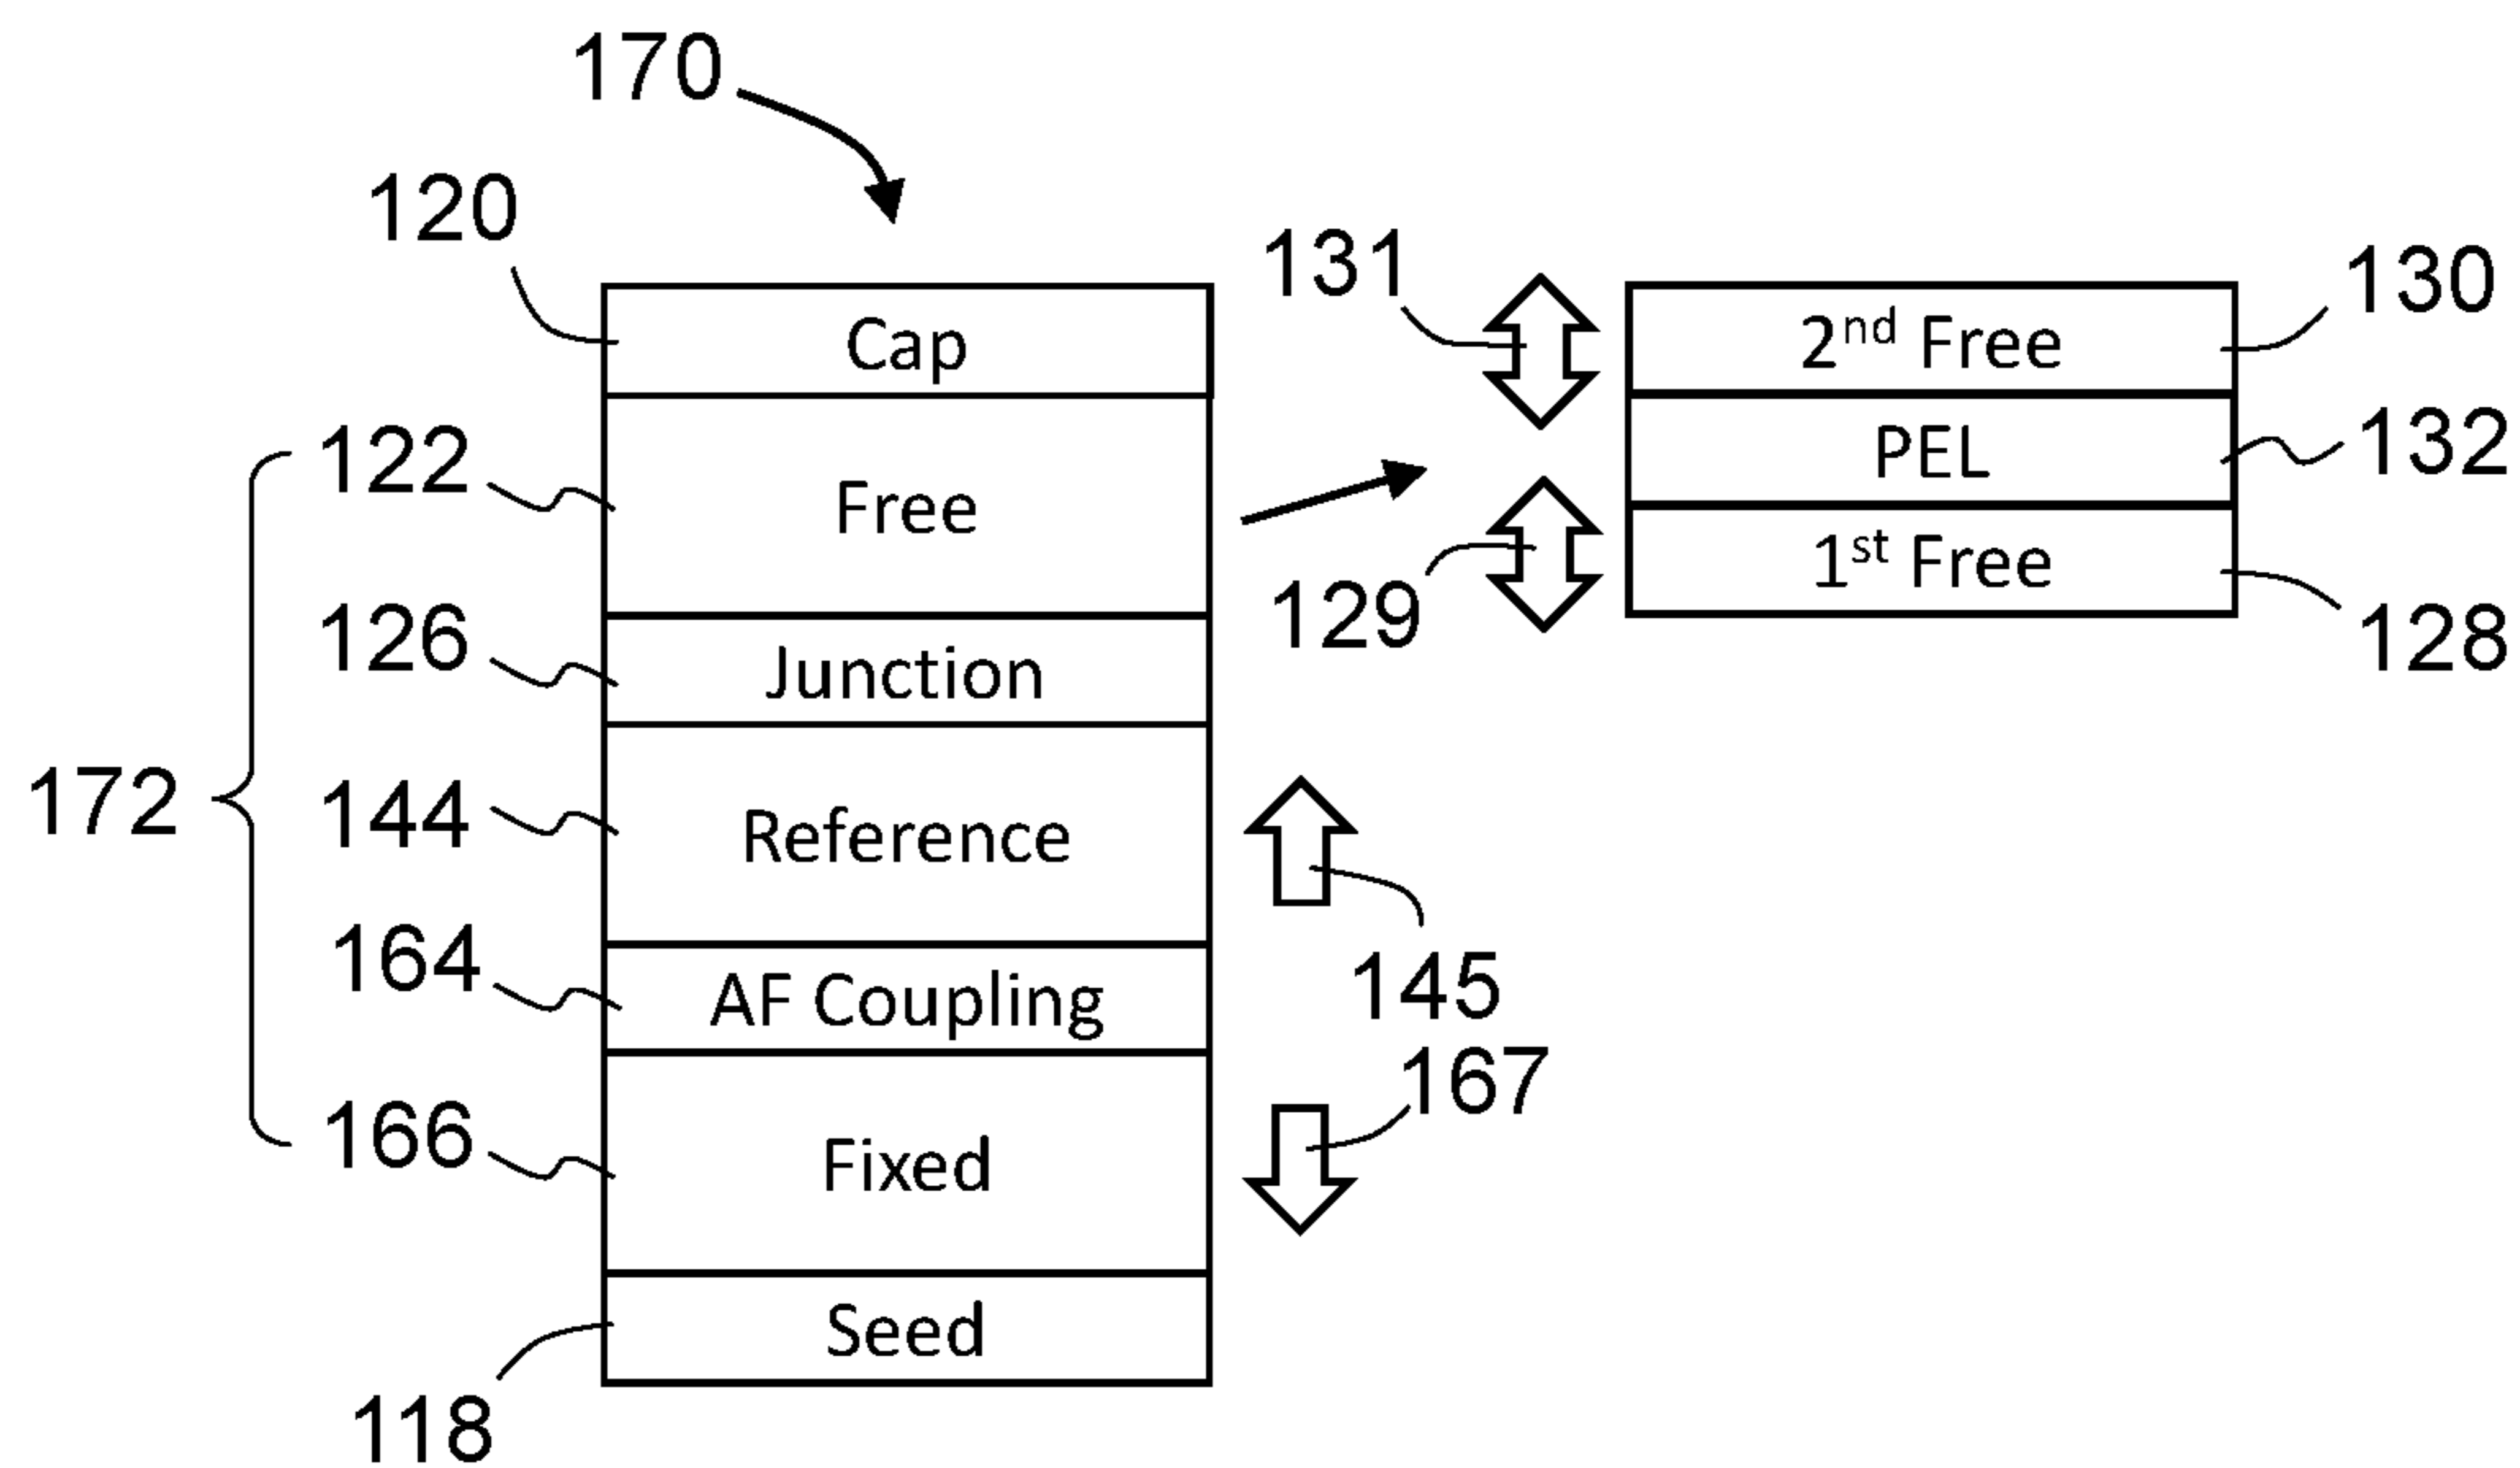 170
120
131
130
Cap
2nd Free
122
132
PEL
Free
1st Free
129
128
126
Junction
172
144
Reference
145
164
AF Coupling
167
166
Fixed
Seed
118